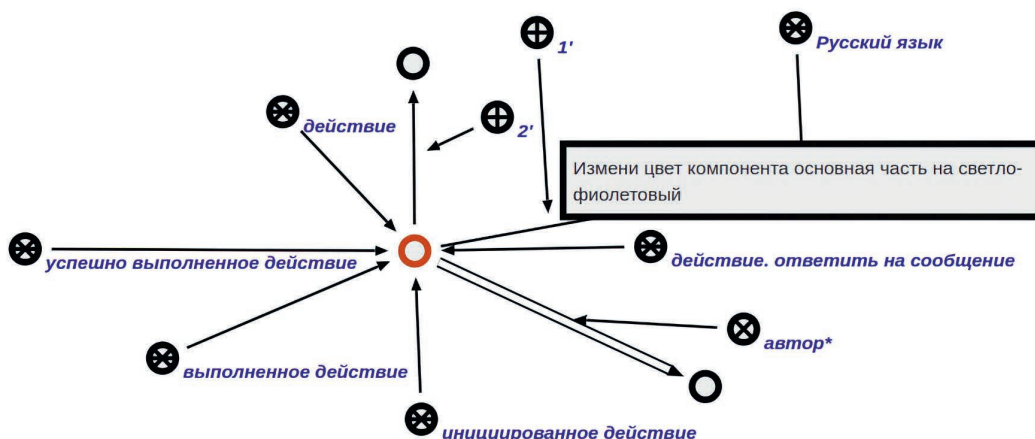 1'
Русский язык
действие
2'
Измени цвет компонента основная часть на светло-
фиолетовый
успешно выполненное действие
действие. ответить на сообщение
автор*
выполненное действие
инициированное действие